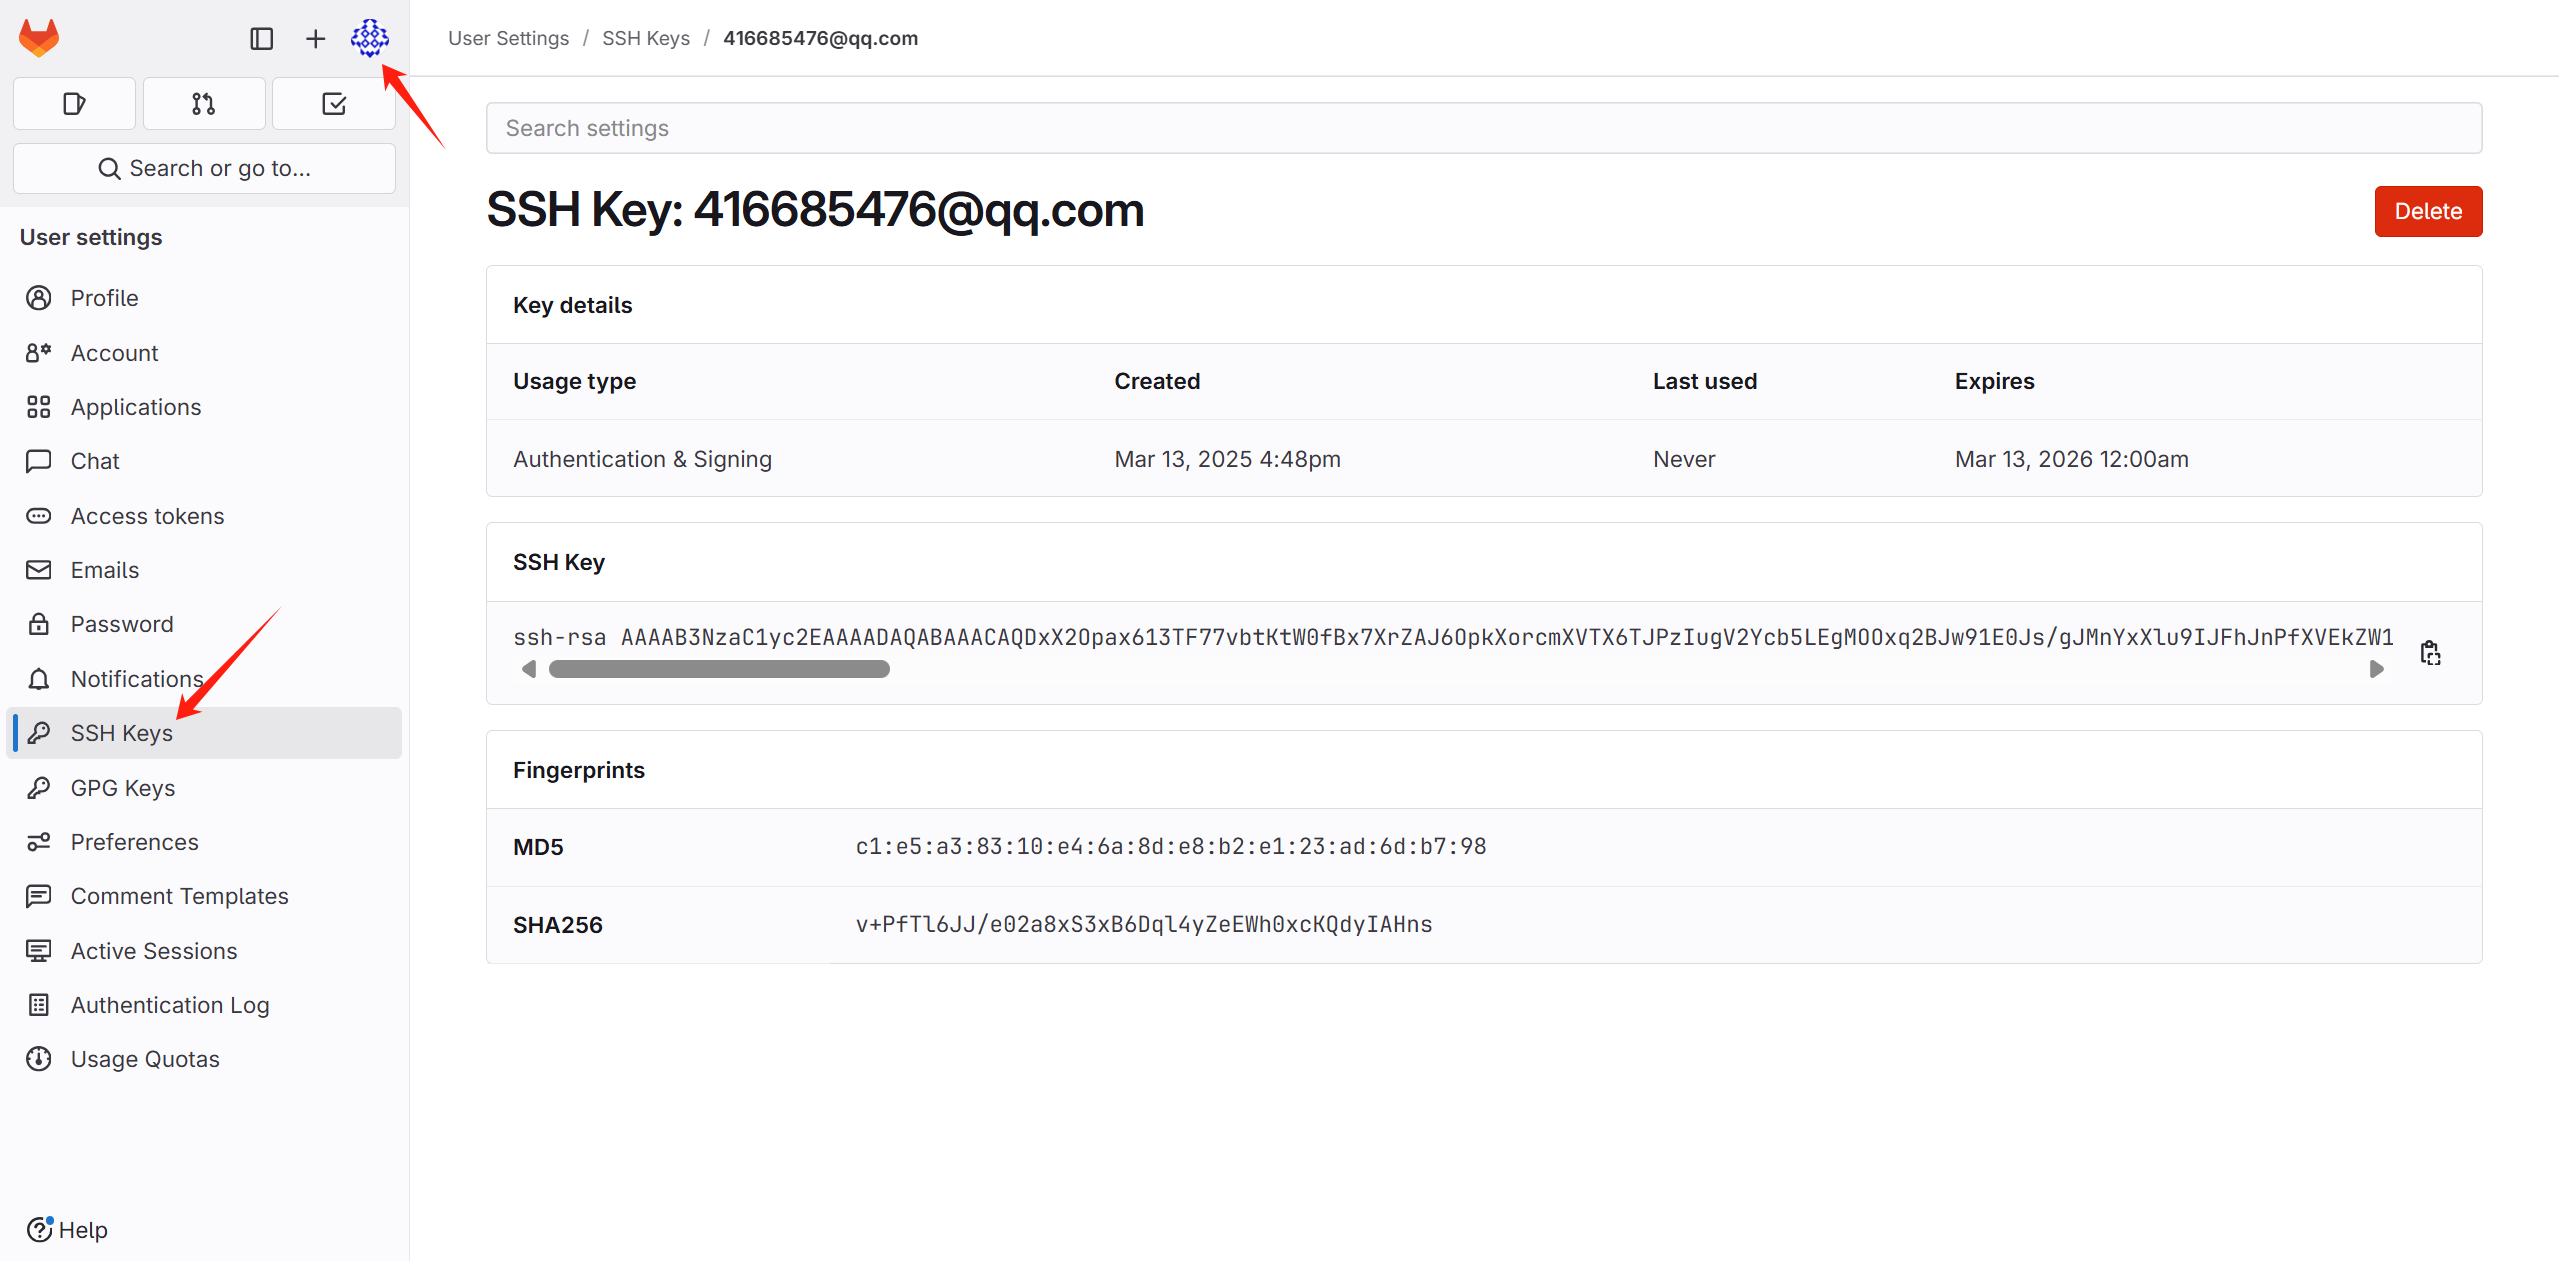 User Settings / SSH Keys / 416685476@qq.com
Search or go to...
User settings
Profile
Account
Applications
Chat
Access tokens
Emails
Password
Notifications
SSH Keys
GPG Keys
Preferences
Comment Templates
Active Sessions
Authentication Log
Usage Quotas
Help
Search settings
SSH Key: 416685476@qq.com
Delete
Key details
Usage type Created Last used Expires
Authentication & Signing Mar 13, 2025 4:48pm Never Mar 13, 2026 12:00am
SSH Key
ssh-rsa AAAAB3NzaC1yc2EAAAADAQABAAACAQDxX2Opax613TF77vbtKtW0fBx7XrZAJ6OpkXorcmXVTX6TJPzIugV2Ycb5LEgMOOxq2BJw91E0Js/gJMnYxXlu9IJFhJnPfXVEkZW1
Fingerprints
MD5 c1:e5:a3:83:10:e4:6a:8d:e8:b2:e1:23:ad:6d:b7:98
SHA256 v+PfTl6JJ/e02a8xS3xB6Dql4yZeEWh0xcKQdyIAHns